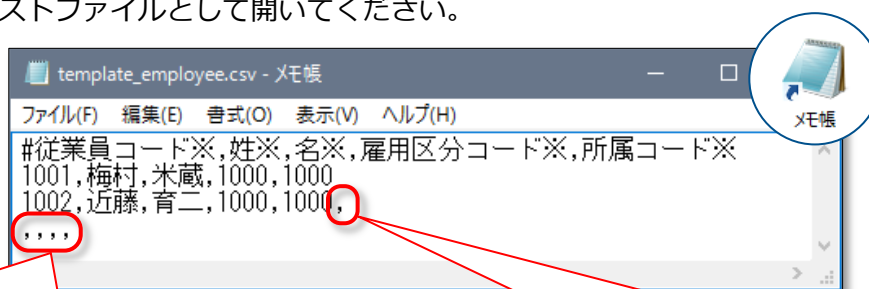 ストファイルとして開いてください。
template_employee.csv - メモ帳
ファイル(F) 編集(E) 書式(O) 表示(V) ヘルプ(H)
メモ帳
#従業員コード※,姓※,名※,雇用区分コード※,所属コード※
1001,梅村,米蔵,1000,1000
1002,近藤,育二,1000,1000,
,,,,